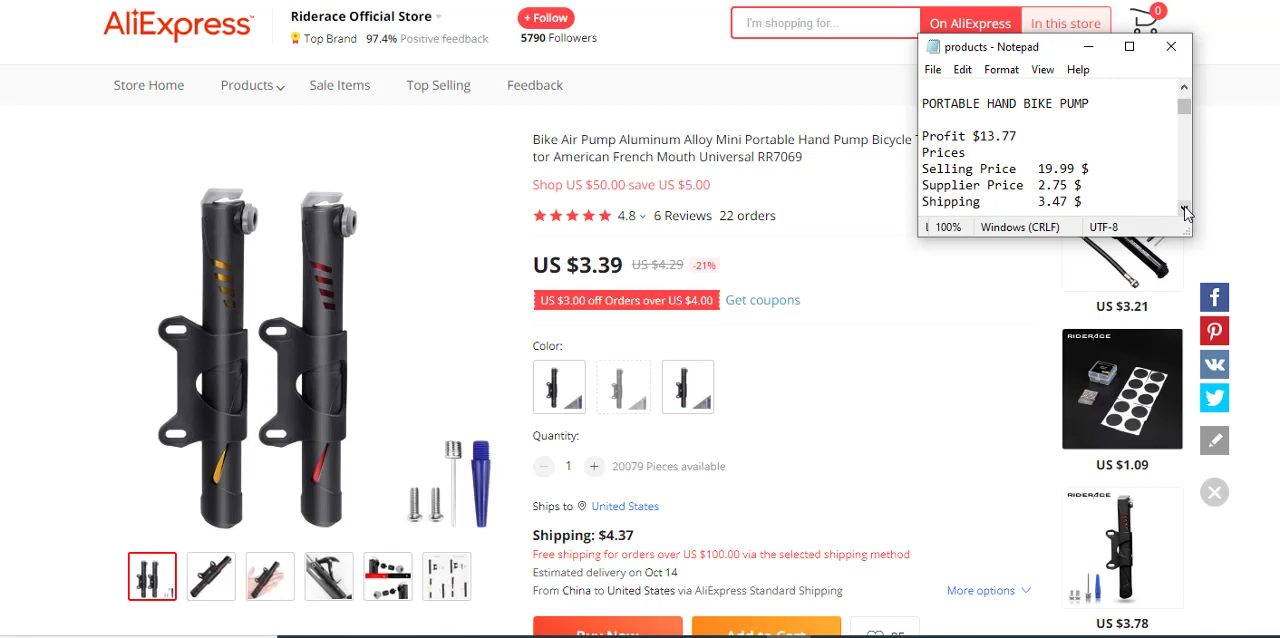 AliExpress
Riderace Official Store
Top Brand 97.4% Positive feedback
+ Follow
5790 Followers
I'm shopping for...
On AliExpress
In this store
0
Store Home
Products
Sale Items
Top Selling
Feedback
products - Notepad
File Edit Format View Help
PORTABLE HAND BIKE PUMP
Profit $13.77
Prices
Selling Price 19.99 $
Supplier Price 2.75 $
Shipping 3.47 $
100% Windows (CRLF) UTF-8
Bike Air Pump Aluminum Alloy Mini Portable Hand Pump Bicycle
tor American French Mouth Universal RR7069
Shop US $50.00 save US $5.00
4.8 6 Reviews 22 orders
US $3.39 US $4.29 -21%
US $3.00 off Orders over US $4.00 Get coupons
Color:
Quantity:
1 20079 Pieces available
Ships to United States
Shipping: $4.37
Free shipping for orders over US $100.00 via the selected shipping method
Estimated delivery on Oct 14
From China to United States via AliExpress Standard Shipping
More options
Buy Now
Add to Cart
US $3.21
RIDERACE
US $1.09
RIDERACE
US $3.78